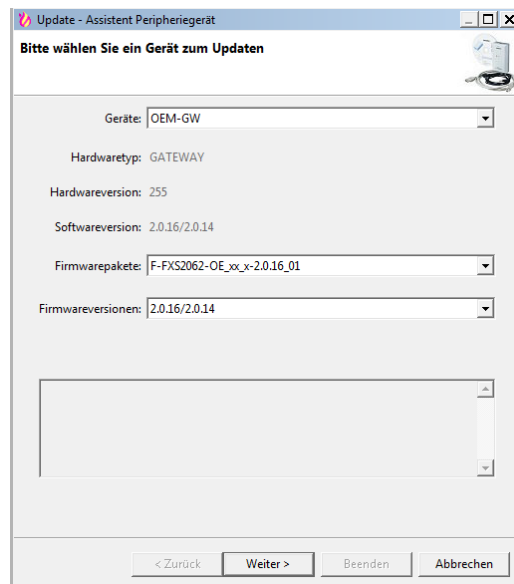 Update - Assistent Peripheriegerät
Bitte wählen Sie ein Gerät zum Updaten
Geräte: OEM-GW
Hardwaretyp: GATEWAY
Hardwareversion: 255
Softwareversion: 2.0.16/2.0.14
Firmwarepakete: F-FXS2062-OE_xx_x-2.0.16_01
Firmwareversionen: 2.0.16/2.0.14
< Zurück Weiter > Beenden Abbrechen